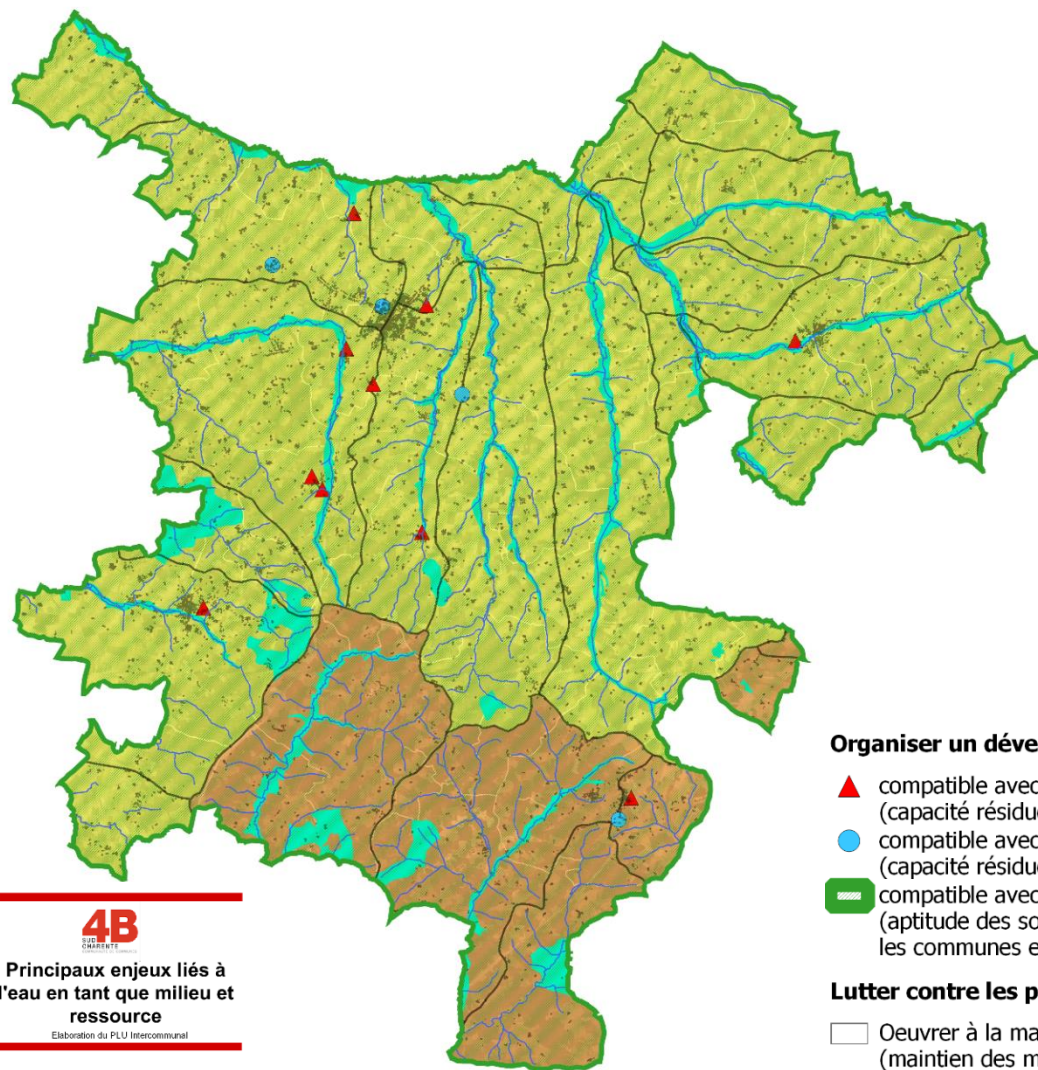 Organiser un déve
compatible avec
(capacité résidue
compatible avec
(capacité résidue
compatible avec
(aptitude des so
les communes e
Lutter contre les p
Oeuvrer à la ma
(maintien des m
4B
SUD
CHARENTE
Principaux enjeux liés à
l'eau en tant que milieu et
ressource
Elaboration du PLU Intercommunal